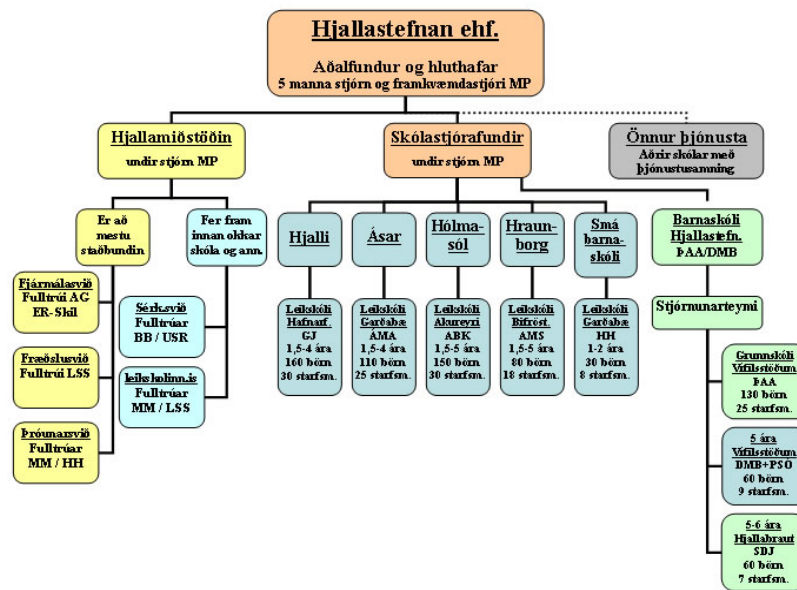 Hjallastefnan ehf.
Aðalfundur og hluthafar
5 manna stjórn og framkvæmdastjóri MP
Hjallamiðstöðin
undir stjórn MP
Skólastjórafundir
undir stjórn MP
Önnur þjónusta
Aðrir skólar með
þjónustusamning
Er að
mestu
staðbundin
Fer fram
innan okkar
skóla og ann.
Fjármálasvið
Fulltrúi AG
ER-Skil
Fræðslusvið
Fulltrúi LSS
Þróunarsvið
Fulltrúar
MM / HH
Sérk.svið
Fulltrúar
BB / USR
leikskolinn.is
Fulltrúar
MM / LSS
Hjalli
Leikskóli
Hafnarf.
GJ
1,5-4 ára
160 börn
30 starfsm.
Ásar
Leikskóli
Garðabæ
ÁMA
1,5-4 ára
110 börn
25 starfsm.
Hólma-
sól
Leikskóli
Akureyri
ABK
1,5-5 ára
150 börn
30 starfsm.
Hraun-
borg
Leikskóli
Bifröst.
AMS
1,5-5 ára
80 börn
18 starfsm.
Smá
barna-
skóli
Leikskóli
Garðabæ
HH
1-2 ára
30 börn
8 starfsm.
Barnaskóli
Hjallastefn.
ÞAA/DMB
Stjórnunarteymi
Grunnskóli
Vífilsstöðum
ÞAA
130 börn
25 starfsm.
5 ára
Vífilsstöðum
DMB+PSÓ
60 börn
9 starfsm.
5-6 ára
Hjallabraut
SDJ
60 börn
7 starfsm.